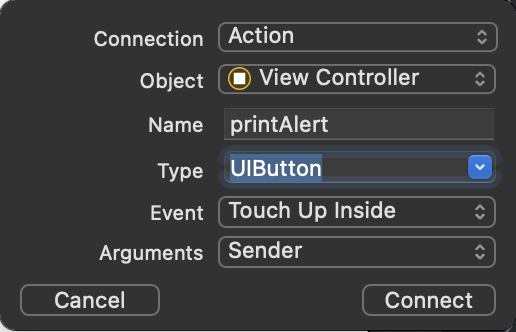 Connection Action
Object View Controller
Name printAlert
Type UIButton
Event Touch Up Inside
Arguments Sender
Cancel Connect